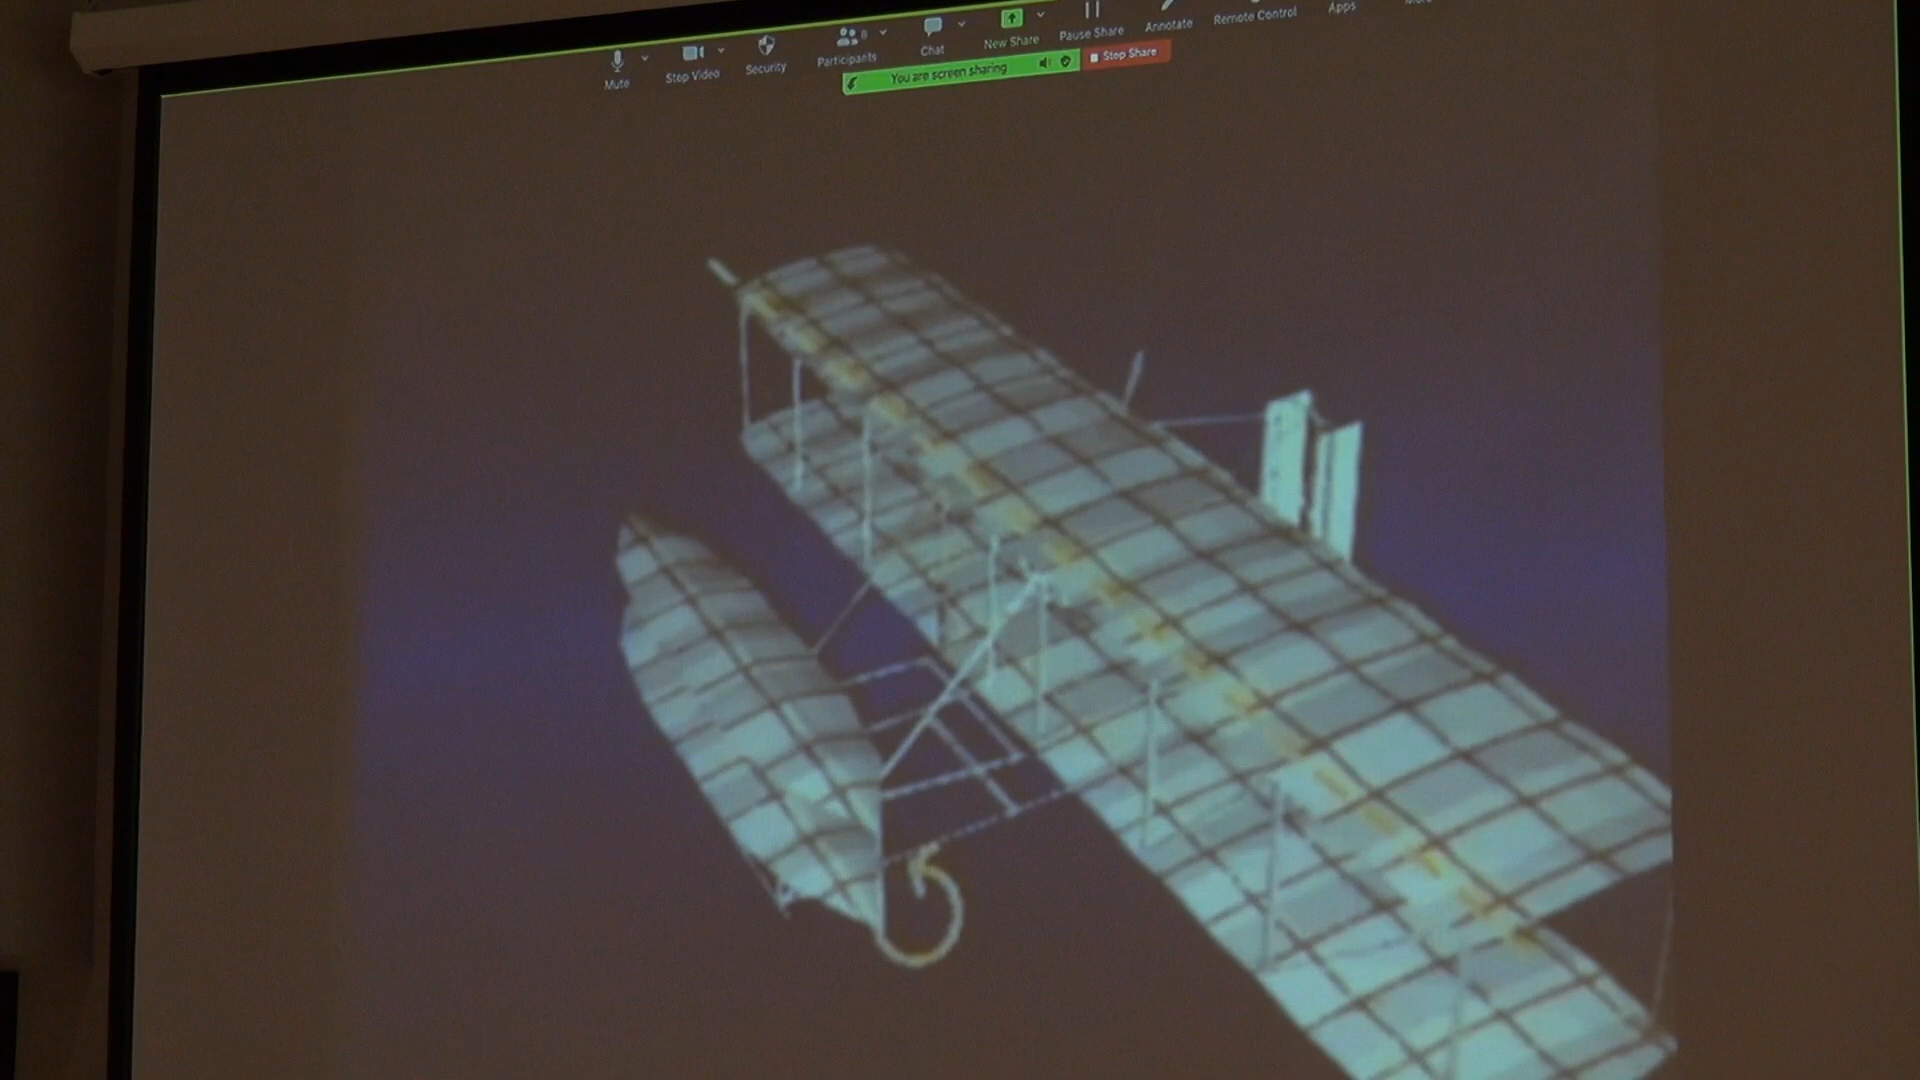 Mute
Stop Video
Security
Participants
8
Chat
New Share
Pause Share
Annotate
Remote Control
Apps
You are screen sharing
Stop Share